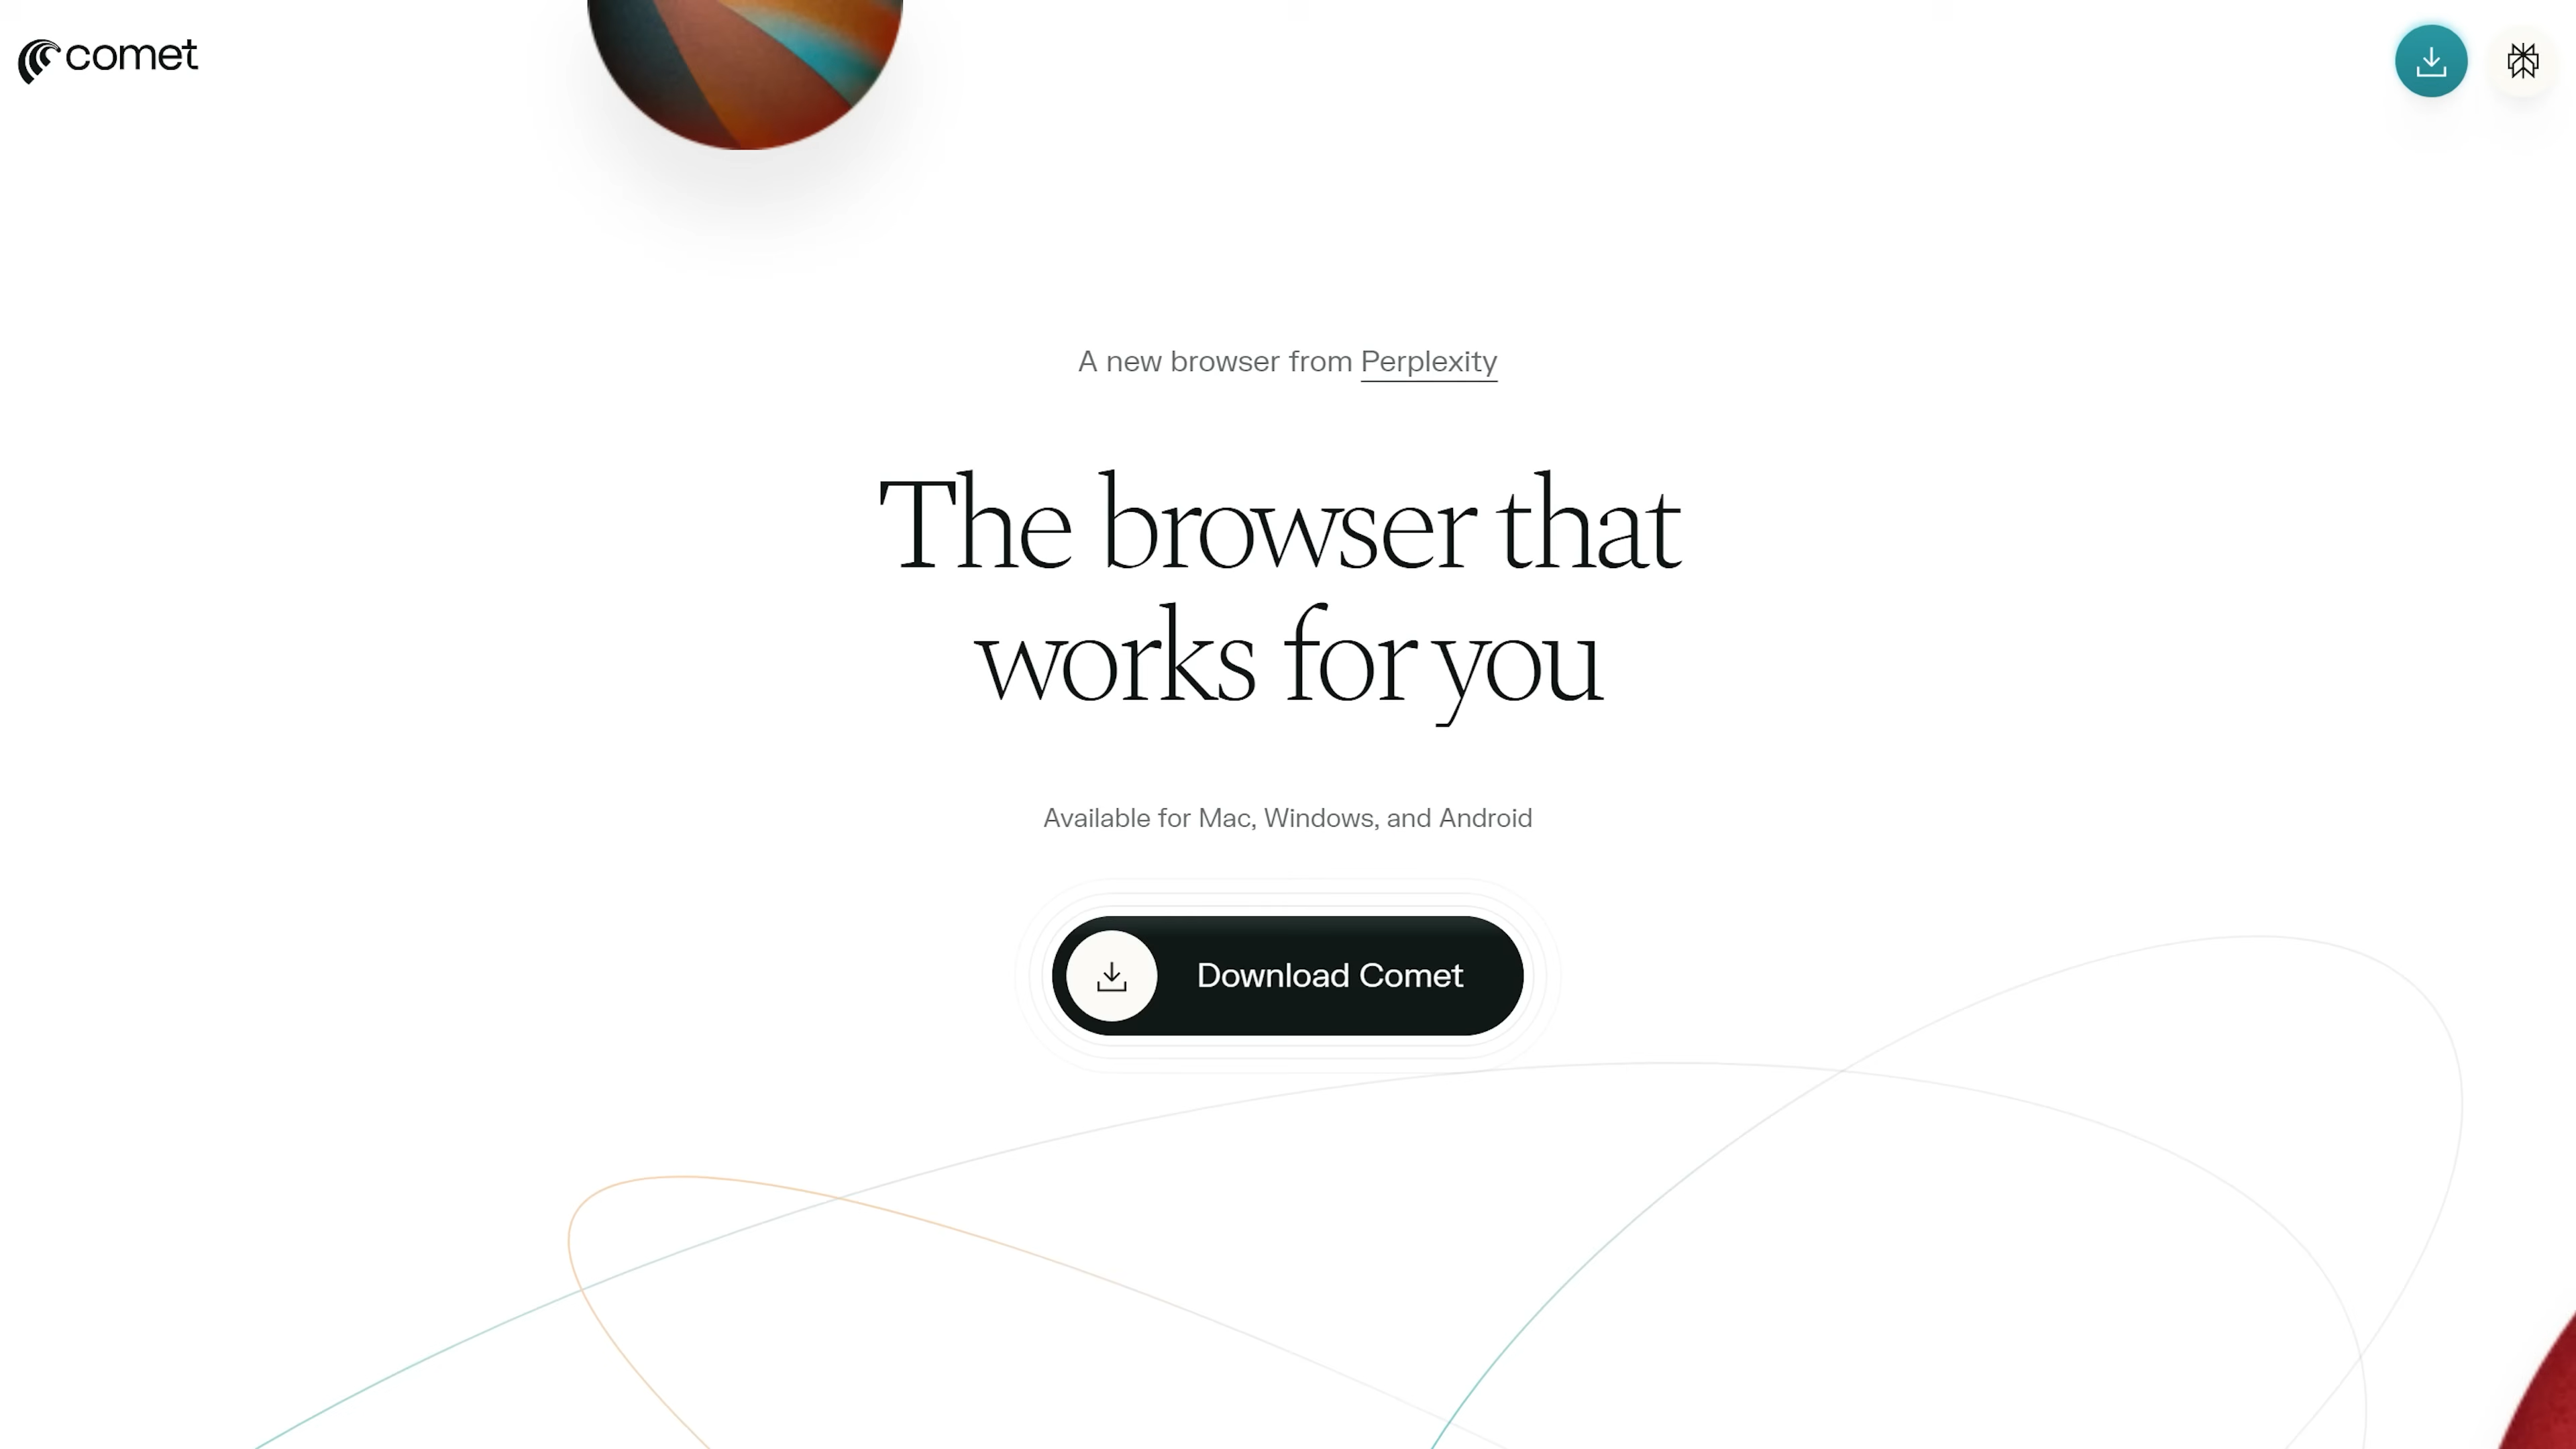 comet
A new browser from Perplexity
The browser that
works for you
Available for Mac, Windows, and Android
Download Comet